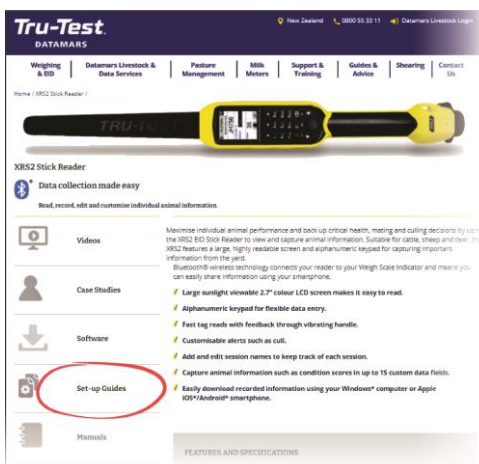 Tru-Test
DATAMARS
New Zealand
0800 55 33 11
Datamars Livestock Login
Weighing & EID
Datamars Livestock & Data Services
Pasture Management
Milk Meters
Support & Training
Guides & Advice
Shearing
Contact Us
Home / XRS2 Stick Reader /
TRU-TEST
XRS2 Stick Reader
Data collection made easy
Read, record, edit and customise individual animal information.
Videos
Case Studies
Software
Set-up Guides
Manuals
Maximise individual animal performance and back up critical health, mating and culling decisions by
the XRS2 EID Stick Reader to view and capture animal information. Suitable for cattle, sheep and deer,
XRS2 features a large, highly readable screen and alphanumeric keypad for capturing important
information from the yard.
Bluetooth® wireless technology connects your reader to your Weigh Scale Indicator and means you
can easily share information using your smartphone.
Large sunlight viewable 2.7" colour LCD screen makes it easy to read.
Alphanumeric keypad for flexible data entry.
Fast tag reads with feedback through vibrating handle.
Customisable alerts such as cull.
Add and edit session names to keep track of each session.
Capture animal information such as condition scores in up to 15 custom data fields.
Easily download recorded information using your Windows* computer or Apple
iOS*/Android* smartphone.
FEATURES AND SPECIFICATIONS